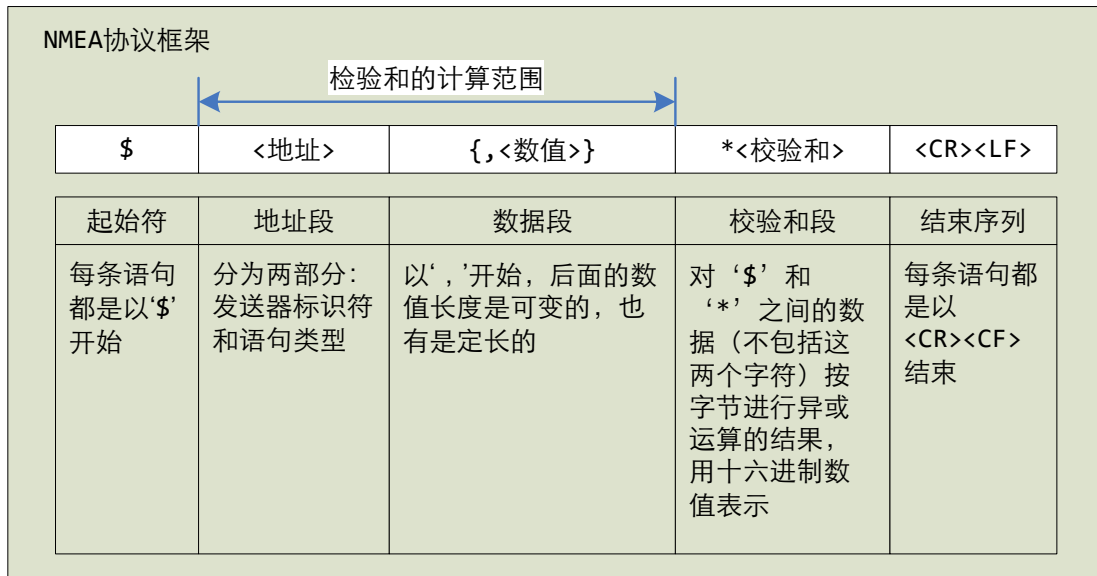 NMEA协议框架
检验和的计算范围
$ <地址> {,<数值>} *<校验和> <CR><LF>
起始符 地址段 数据段 校验和段 结束序列
每条语句
都是以‘$’
开始
分为两部分：
发送器标识符
和语句类型
以‘，’开始，后面的数
值长度是可变的，也
有是定长的
对‘$’和
‘*’之间的数
据（不包括这
两个字符）按
字节进行异或
运算的结果，
用十六进制数
值表示
每条语句都
是以
<CR><CF>
结束